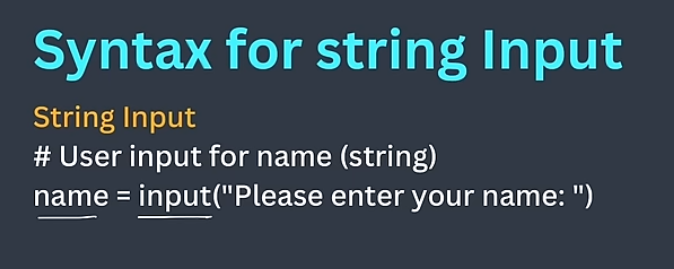 Syntax for string Input
String Input
# User input for name (string)
name = input("Please enter your name: ")